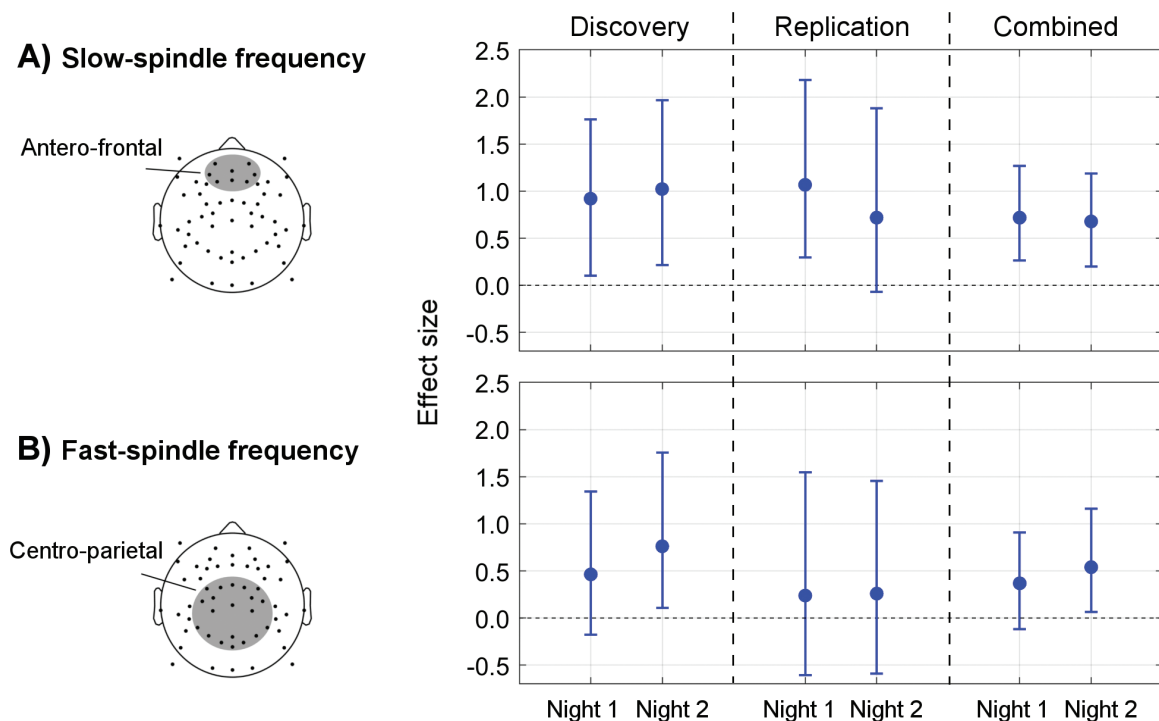 Discovery
Replication
Combined
A) Slow-spindle frequency
Antero-frontal
2.5
2.0
1.5
1.0
0.5
0.0
-0.5
Effect size
B) Fast-spindle frequency
Centro-parietal
2.5
2.0
1.5
1.0
0.5
0.0
-0.5
Night 1 Night 2 Night 1 Night 2 Night 1 Night 2